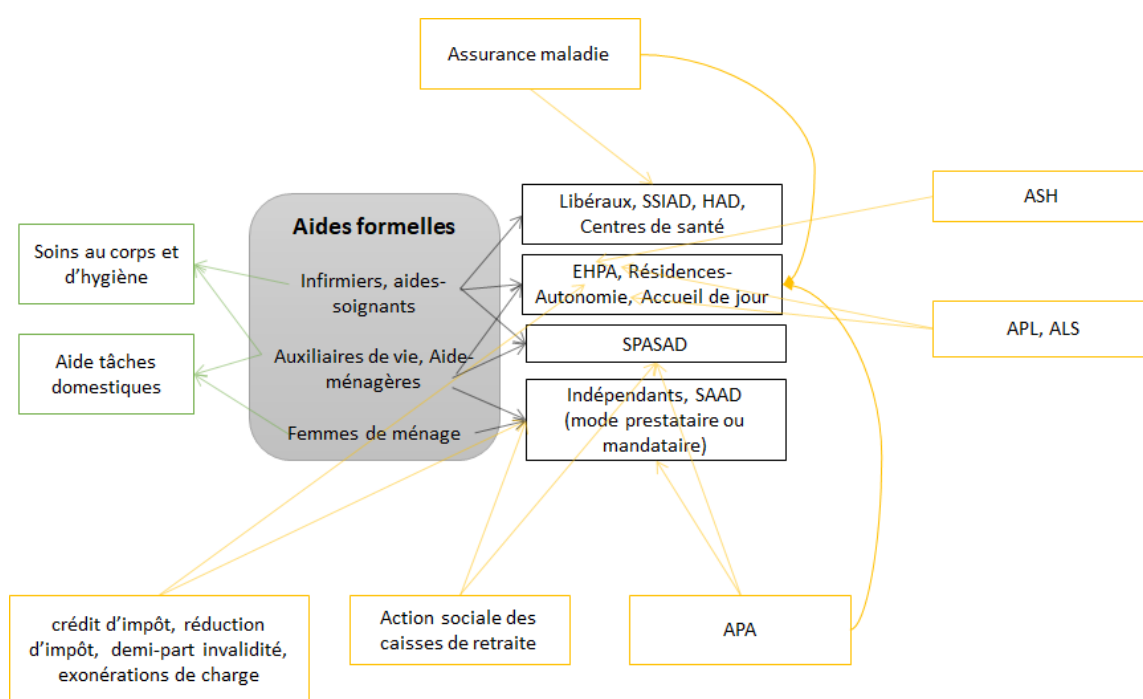 Assurance maladie
ASH
Libéraux, SSIAD, HAD,
Centres de santé
Aides formelles
Soins au corps et
d’hygiène
Infirmiers, aides-
soignants
EHPA, Résidences-
Autonomie, Accueil de jour
APL, ALS
SPASAD
Aide tâches
domestiques
Auxiliaires de vie, Aide-
ménagères
Indépendants, SAAD
(mode prestataire ou
mandataire)
Femmes de ménage
crédit d’impôt, réduction
d’impôt, demi-part invalidité,
exonérations de charge
Action sociale des
caisses de retraite
APA